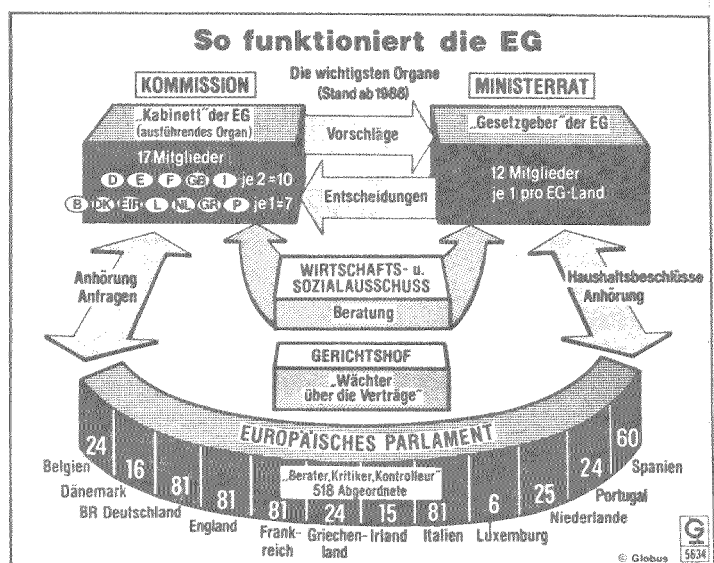 So funktioniert die EG
Die wichtigsten Organe
(Stand ab 1986)
KOMMISSION
„Kabinett“ der EG
(ausführendes Organ)
17 Mitglieder
D E F GB I je 2=10
B DK EIR L NL GR P je 1=7
Vorschläge
Entscheidungen
MINISTERRAT
„Gesetzgeber“ der EG
12 Mitglieder
je 1 pro EG-Land
Anhörung
Anfragen
WIRTSCHAFTS- u.
SOZIALAUSSCHUSS
Beratung
Haushaltsbeschlüsse
Anhörung
GERICHTSHOF
„Wächter
über die Verträge“
EUROPÄISCHES PARLAMENT
„Berater, Kritiker, Kontrolleur“
518 Abgeordnete
24
Belgien
16
Dänemark
81
BR Deutschland
81
England
81
Frank-
reich
24
Griechen-
land
15
Irland
81
Italien
6
Luxemburg
25
Niederlande
24
Portugal
60
Spanien
© Globus
G
5634